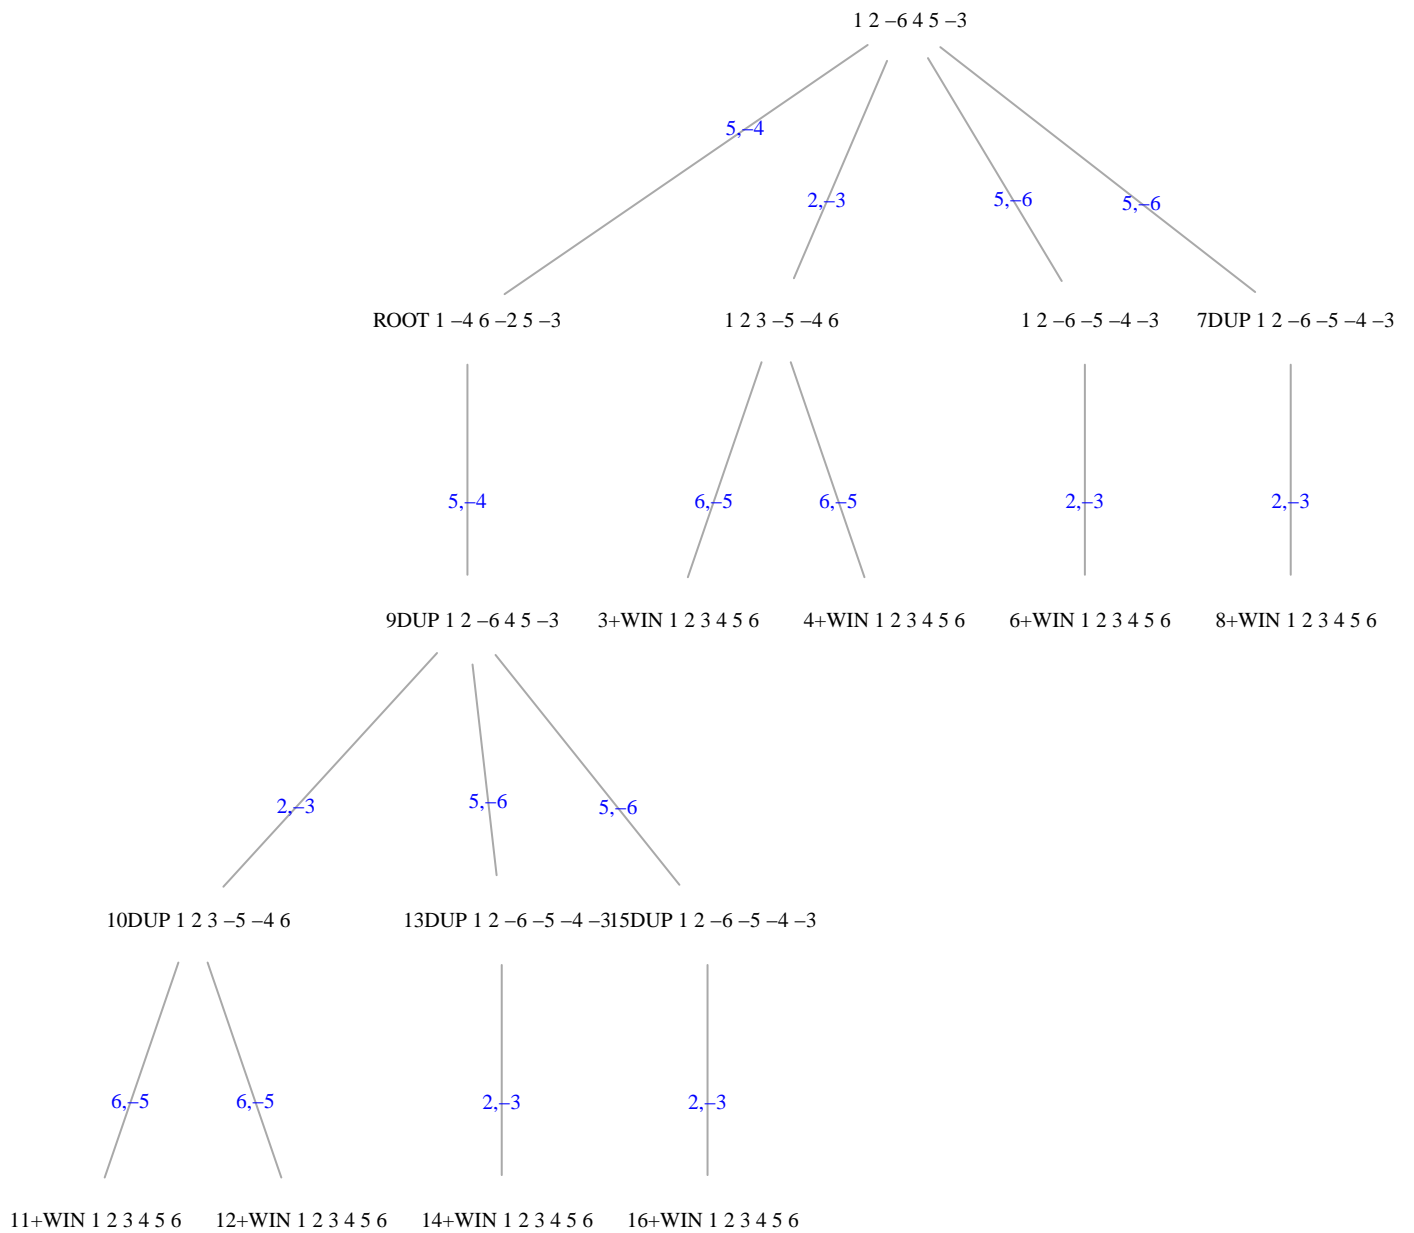 1 2 –6 4 5 –3
5,–4
2,–3
5,–6
5,–6
ROOT 1 –4 6 –2 5 –3
1 2 3 –5 –4 6
1 2 –6 –5 –4 –3
7DUP 1 2 –6 –5 –4 –3
5,–4
6,–5
6,–5
2,–3
2,–3
9DUP 1 2 –6 4 5 –3
3+WIN 1 2 3 4 5 6
4+WIN 1 2 3 4 5 6
6+WIN 1 2 3 4 5 6
8+WIN 1 2 3 4 5 6
2,–3
5,–6
5,–6
10DUP 1 2 3 –5 –4 6
13DUP 1 2 –6 –5 –4 –3
15DUP 1 2 –6 –5 –4 –3
6,–5
6,–5
2,–3
2,–3
11+WIN 1 2 3 4 5 6
12+WIN 1 2 3 4 5 6
14+WIN 1 2 3 4 5 6
16+WIN 1 2 3 4 5 6